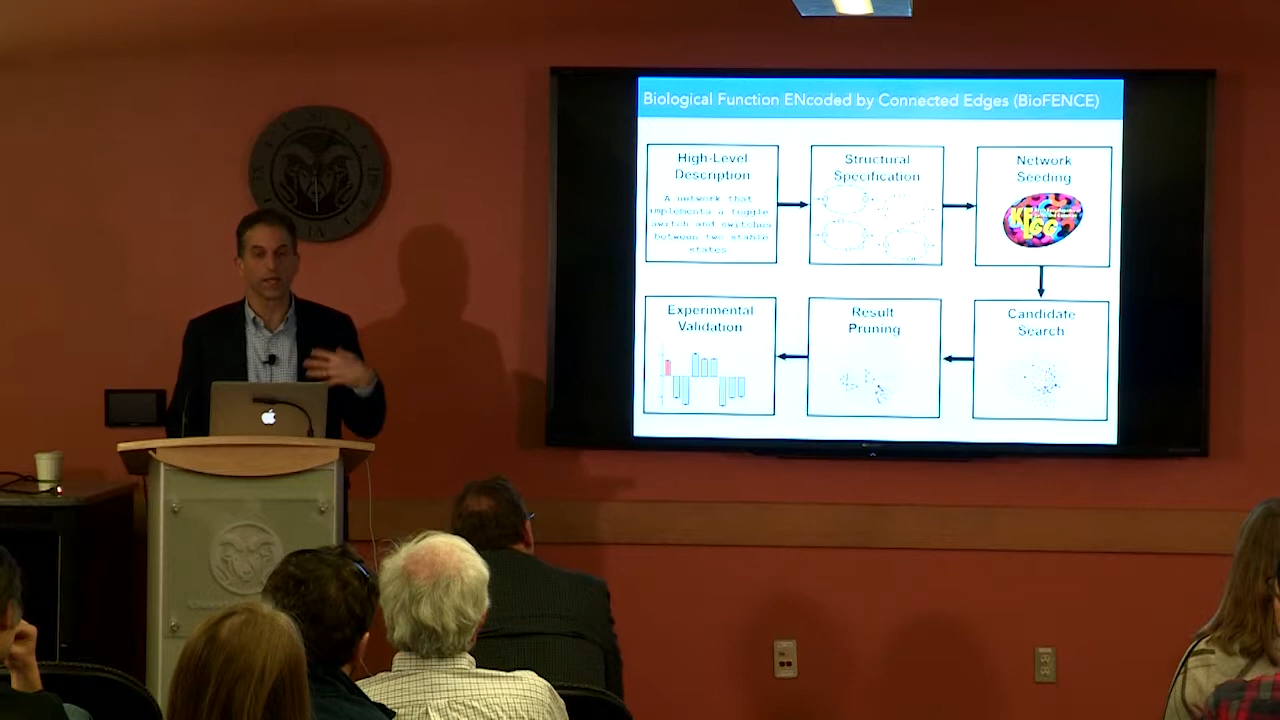 Biological Function ENcoded by Connected Edges (BioFENCE)
High-Level
Description
A network that
implements a toggle
switch and switches
between two stable
states
Structural
Specification
Network
Seeding
KEGG
Candidate
Search
Result
Pruning
Experimental
Validation